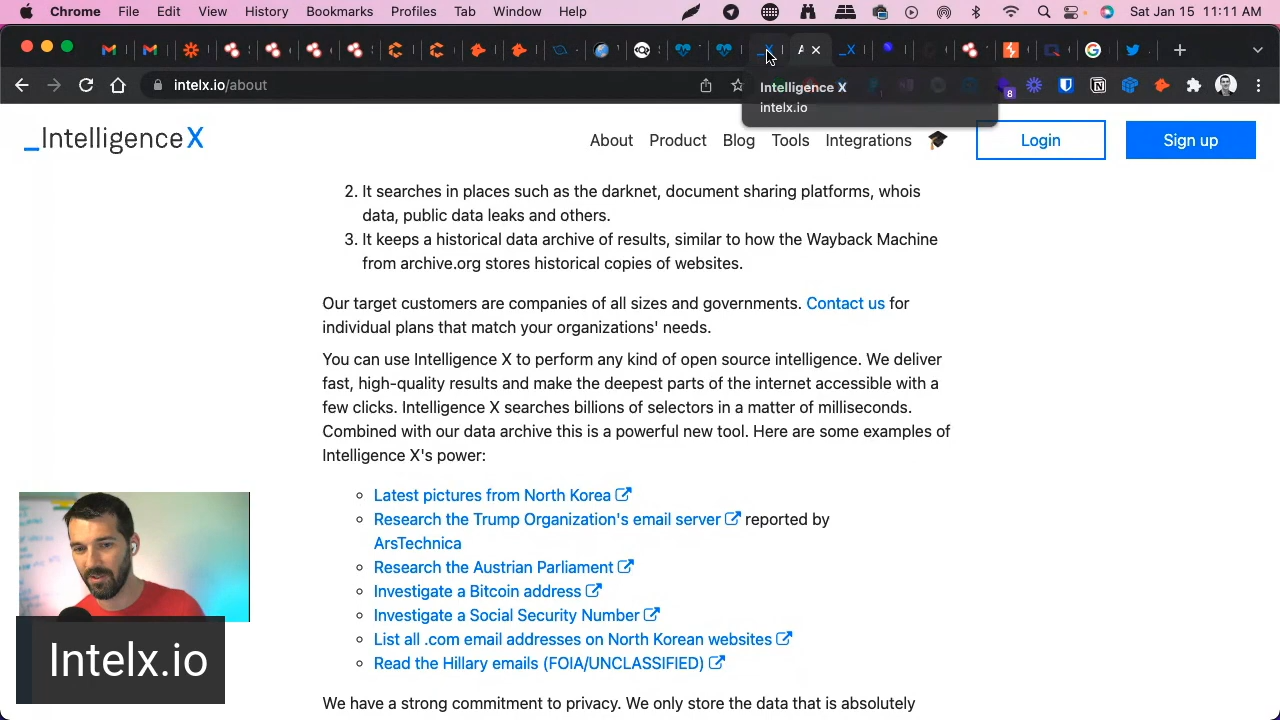 Chrome File Edit View History Bookmarks Profiles Tab Window Help Sat Jan 15 11:11 AM
intelx.io/about
8
Intelligence X
intelx.io
_Intelligence X
About Product Blog Tools Integrations Login Sign up
2. It searches in places such as the darknet, document sharing platforms, whois
data, public data leaks and others.
3. It keeps a historical data archive of results, similar to how the Wayback Machine
from archive.org stores historical copies of websites.
Our target customers are companies of all sizes and governments. Contact us for
individual plans that match your organizations' needs.
You can use Intelligence X to perform any kind of open source intelligence. We deliver
fast, high-quality results and make the deepest parts of the internet accessible with a
few clicks. Intelligence X searches billions of selectors in a matter of milliseconds.
Combined with our data archive this is a powerful new tool. Here are some examples of
Intelligence X's power:
Latest pictures from North Korea
Research the Trump Organization's email server reported by
ArsTechnica
Research the Austrian Parliament
Investigate a Bitcoin address
Investigate a Social Security Number
List all .com email addresses on North Korean websites
Read the Hillary emails (FOIA/UNCLASSIFIED)
We have a strong commitment to privacy. We only store the data that is absolutely
Intelx.io